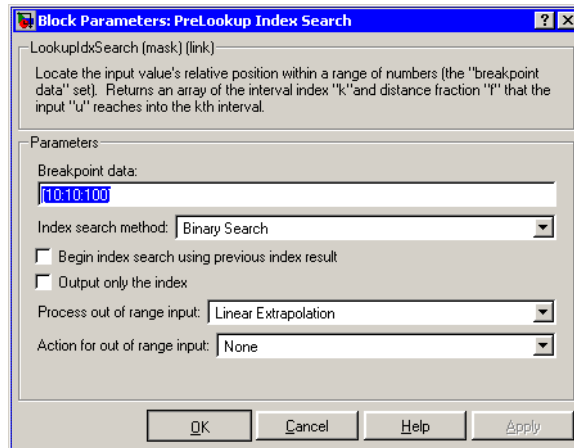 Block Parameters: PreLookup Index Search
LookupIdxSearch (mask) (link)
Locate the input value's relative position within a range of numbers (the "breakpoint
data" set). Returns an array of the interval index "k"and distance fraction "f" that the
input "u" reaches into the kth interval.
Parameters
Breakpoint data:
[10:10:100]
Index search method: Binary Search
Begin index search using previous index result
Output only the index
Process out of range input: Linear Extrapolation
Action for out of range input: None
OK Cancel Help Apply